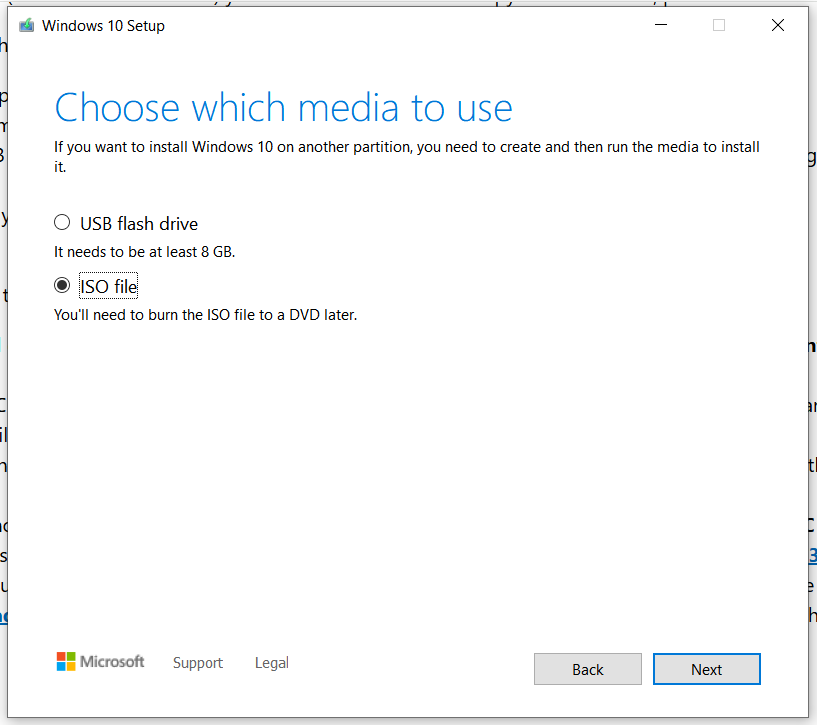 Windows 10 Setup
Choose which media to use
If you want to install Windows 10 on another partition, you need to create and then run the media to install
it.
USB flash drive
It needs to be at least 8 GB.
ISO file
You'll need to burn the ISO file to a DVD later.
Microsoft Support Legal Back Next